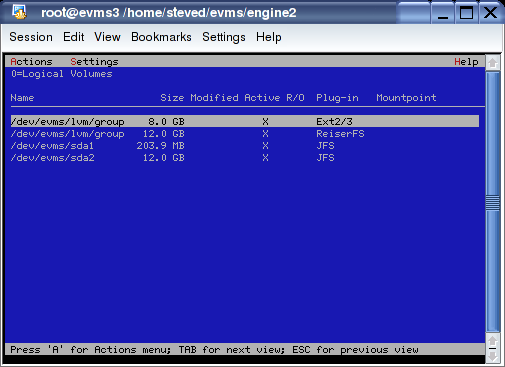 root@evms3 /home/steved/evms/engine2
Session Edit View Bookmarks Settings Help
Actions Settings Help
0=Logical Volumes
Name Size Modified Active R/O Plug-in Mountpoint
/dev/evms/lvm/group 8.0 GB X Ext2/3
/dev/evms/lvm/group 12.0 GB X ReiserFS
/dev/evms/sda1 203.9 MB X JFS
/dev/evms/sda2 12.0 GB X JFS
Press 'A' for Actions menu; TAB for next view; ESC for previous view